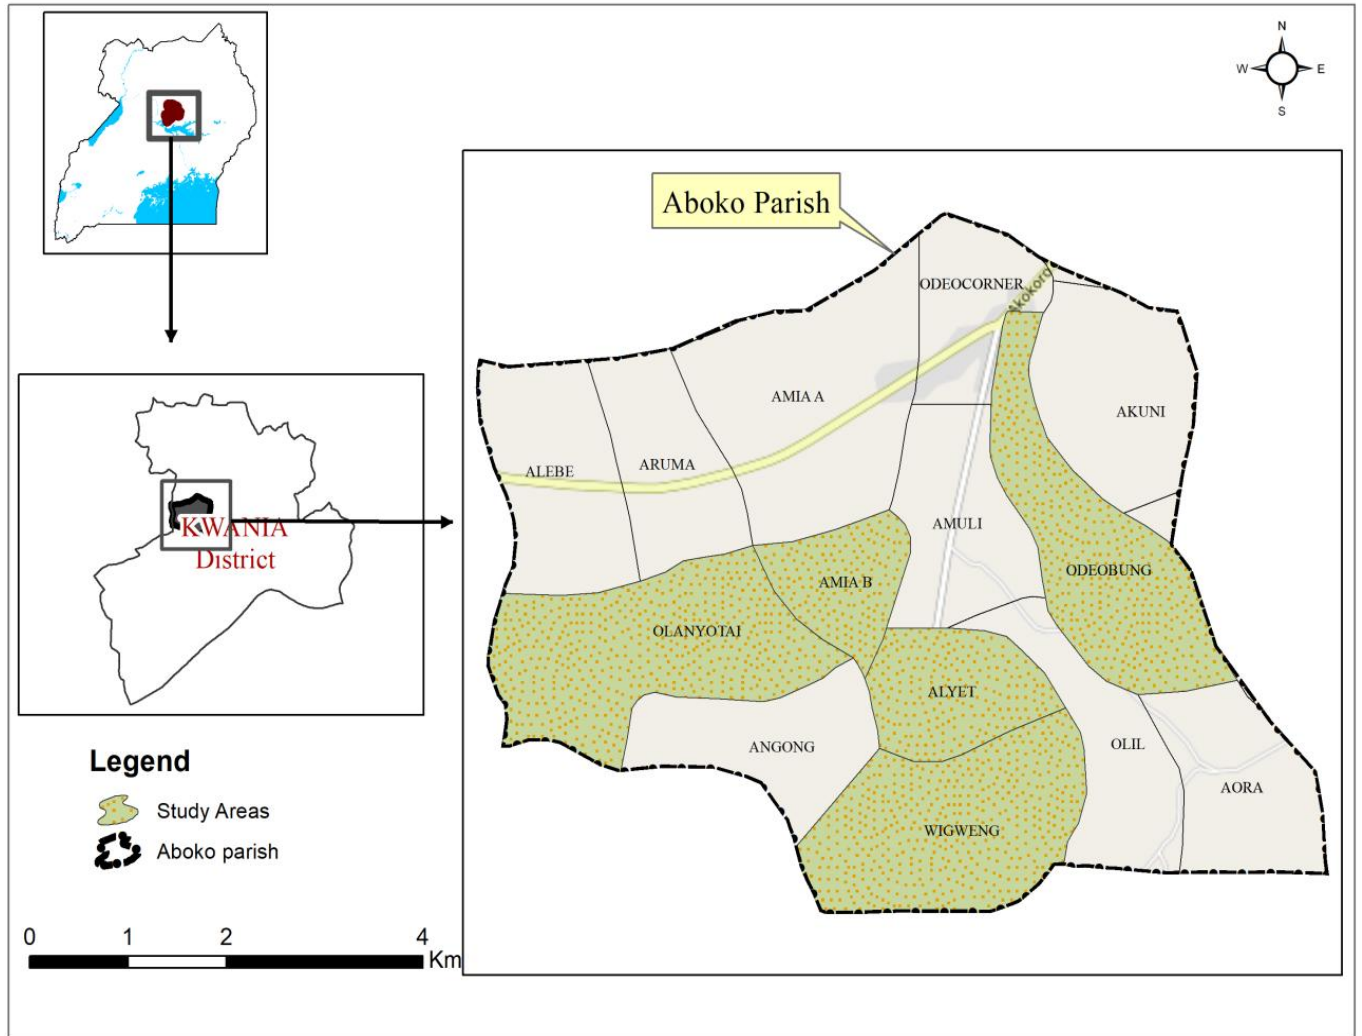 N
W
E
S
Aboko Parish
ODEOCORNER
Akokoro
AMIA A
AKUNI
ALEBE
ARUMA
AMULI
KWANIA
District
AMIA B
ODEOBUNG
OLANYOTAI
ALYET
ANGONG
OLIL
AORA
WIGWENG
Legend
Study Areas
Aboko parish
0 1 2 4
Km